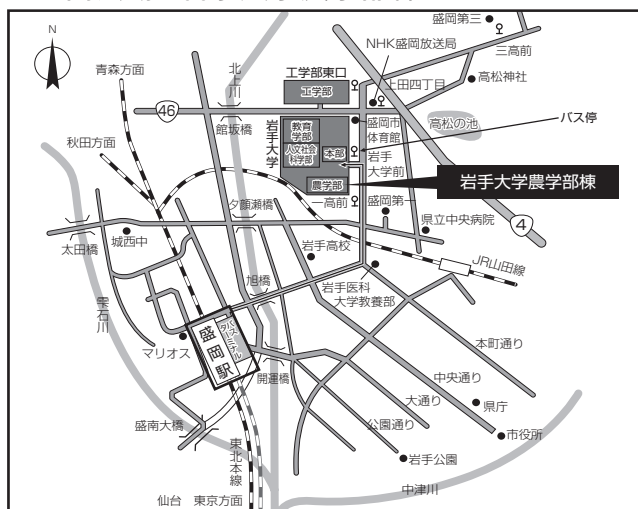 N
盛岡第三
NHK盛岡放送局
三高前
上田四丁目
高松神社
青森方面
北上川
工学部東口
工学部
46
館坂橋
岩手大学
教育
学部
人文社会
科学部
本部
農学部
盛岡市
体育館
高松の池
バス停
岩手
大学前
岩手大学農学部棟
秋田方面
夕顔瀬橋
一高前
盛岡第一
県立中央病院
4
太田橋
城西中
岩手高校
JR山田線
旭橋
岩手医科
大学教養部
雫石川
マリオス
盛岡駅
バス
ターミナル
開運橋
本町通り
中央通り
大通り
県庁
公園通り
市役所
盛南大橋
東北本線
岩手公園
中津川
仙台 東京方面